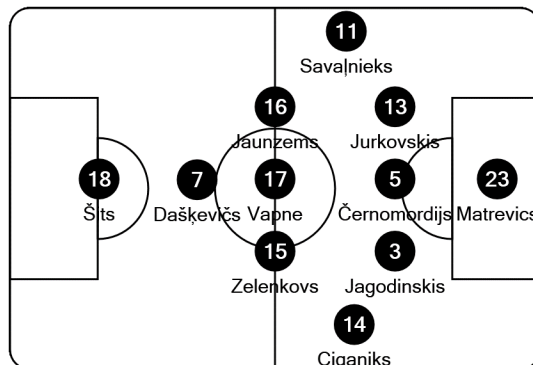 11
Savaļnieks
16
13
Jaunzems
Jurkovskis
18
7
17
5
23
Šits
Dašķevičs
Vapne
Černomordijs
Matrevics
15
3
Zelenkovs
Jagodinskis
14
Ciganiks